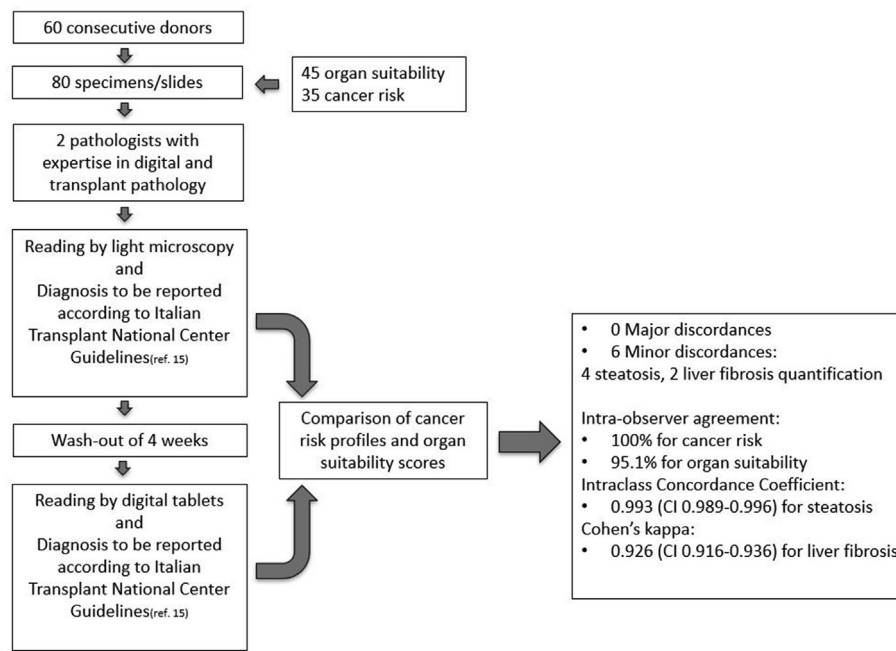 60 consecutive donors
80 specimens/slides
45 organ suitability
35 cancer risk
2 pathologists with
expertise in digital and
transplant pathology
Reading by light microscopy
and
Diagnosis to be reported
according to Italian
Transplant National Center
Guidelines(ref. 15)
Wash-out of 4 weeks
Reading by digital tablets
and
Diagnosis to be reported
according to Italian
Transplant National Center
Guidelines(ref. 15)
Comparison of cancer
risk profiles and organ
suitability scores
• 0 Major discordances
• 6 Minor discordances:
4 steatosis, 2 liver fibrosis quantification
Intra-observer agreement:
• 100% for cancer risk
• 95.1% for organ suitability
Intraclass Concordance Coefficient:
• 0.993 (CI 0.989-0.996) for steatosis
Cohen's kappa:
• 0.926 (CI 0.916-0.936) for liver fibrosis